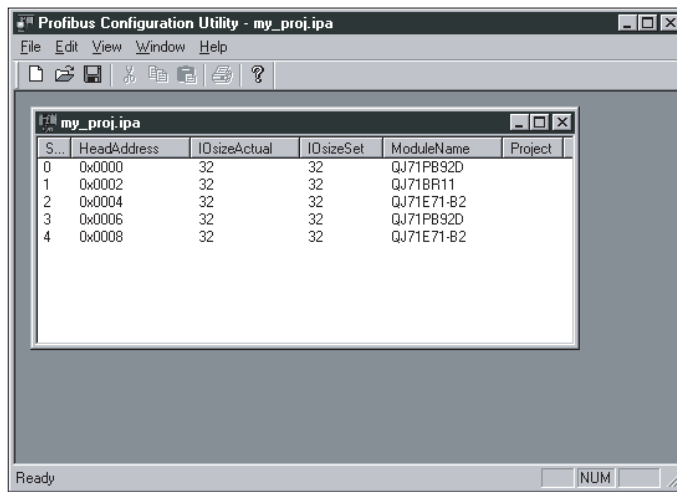 Profibus Configuration Utility - my_proj.ipa
File Edit View Window Help
my_proj.ipa
S... HeadAddress IOsizeActual IOsizeSet ModuleName Project
0 0x0000 32 32 QJ71PB92D
1 0x0002 32 32 QJ71BR11
2 0x0004 32 32 QJ71E71-B2
3 0x0006 32 32 QJ71PB92D
4 0x0008 32 32 QJ71E71-B2
Ready NUM